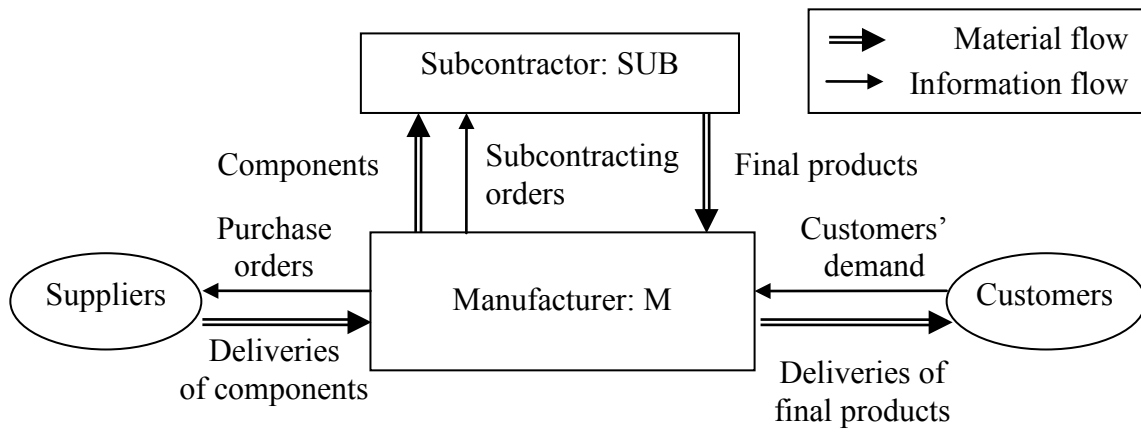 Subcontractor: SUB
Material flow
Information flow
Components
Subcontracting
orders
Final products
Purchase
orders
Customers’
demand
Suppliers
Manufacturer: M
Customers
Deliveries
of components
Deliveries of
final products